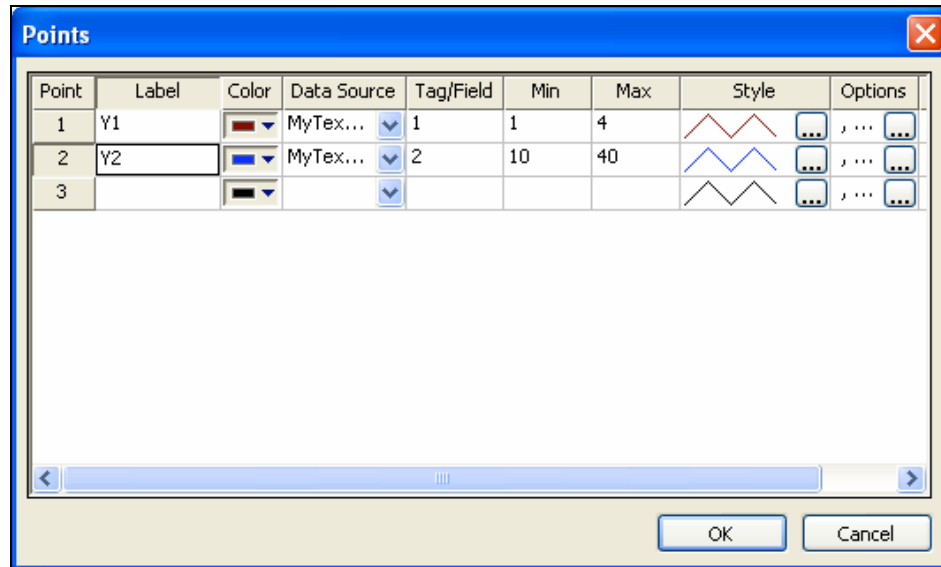 Points
Point Label Color Data Source Tag/Field Min Max Style Options
1 Y1 MyTex... 1 1 4 ... , ... ...
2 Y2 MyTex... 2 10 40 ... , ... ...
3 ... , ... ...
OK Cancel